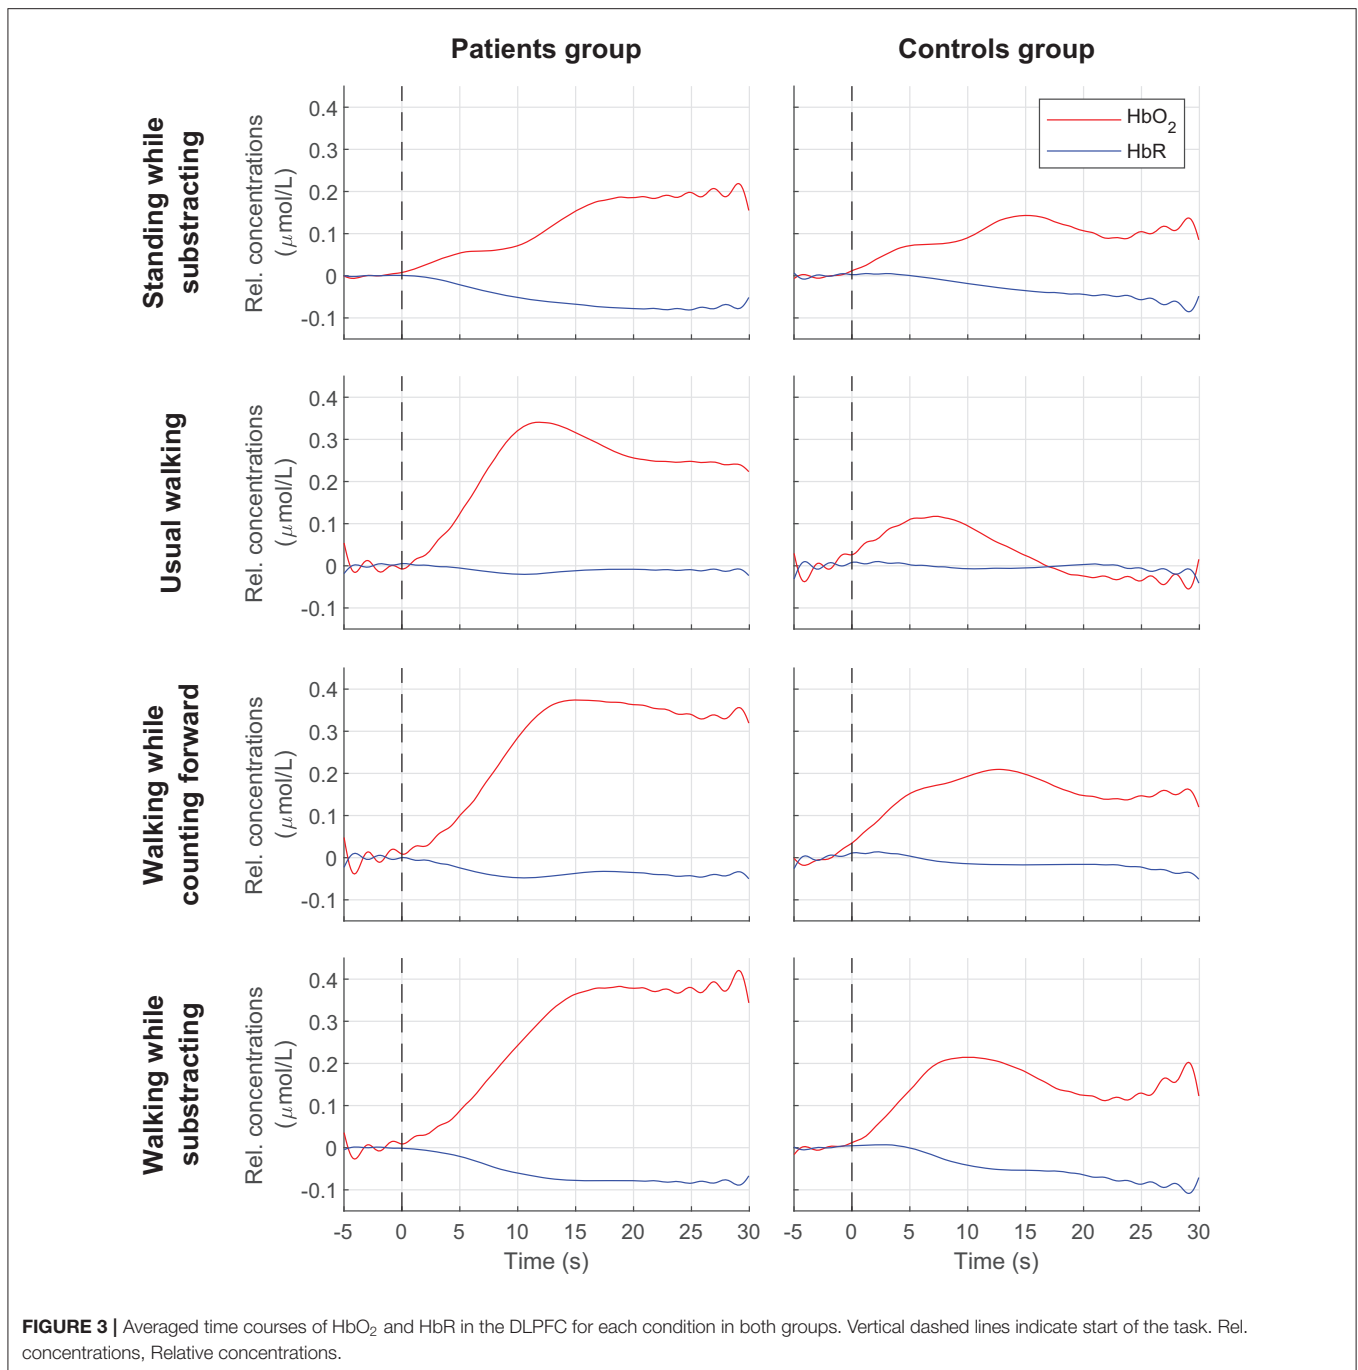 Patients group
Controls group
Standing while
substracting
Rel. concentrations
(μmol/L)
0.4
0.3
0.2
0.1
0
-0.1
HbO2
HbR
Usual walking
Rel. concentrations
(μmol/L)
0.4
0.3
0.2
0.1
0
-0.1
Walking while
counting forward
Rel. concentrations
(μmol/L)
0.4
0.3
0.2
0.1
0
-0.1
Walking while
substracting
Rel. concentrations
(μmol/L)
0.4
0.3
0.2
0.1
0
-0.1
-5 0 5 10 15 20 25 30
Time (s)
-5 0 5 10 15 20 25 30
Time (s)
FIGURE 3 | Averaged time courses of HbO2 and HbR in the DLPFC for each condition in both groups. Vertical dashed lines indicate start of the task. Rel.
concentrations, Relative concentrations.